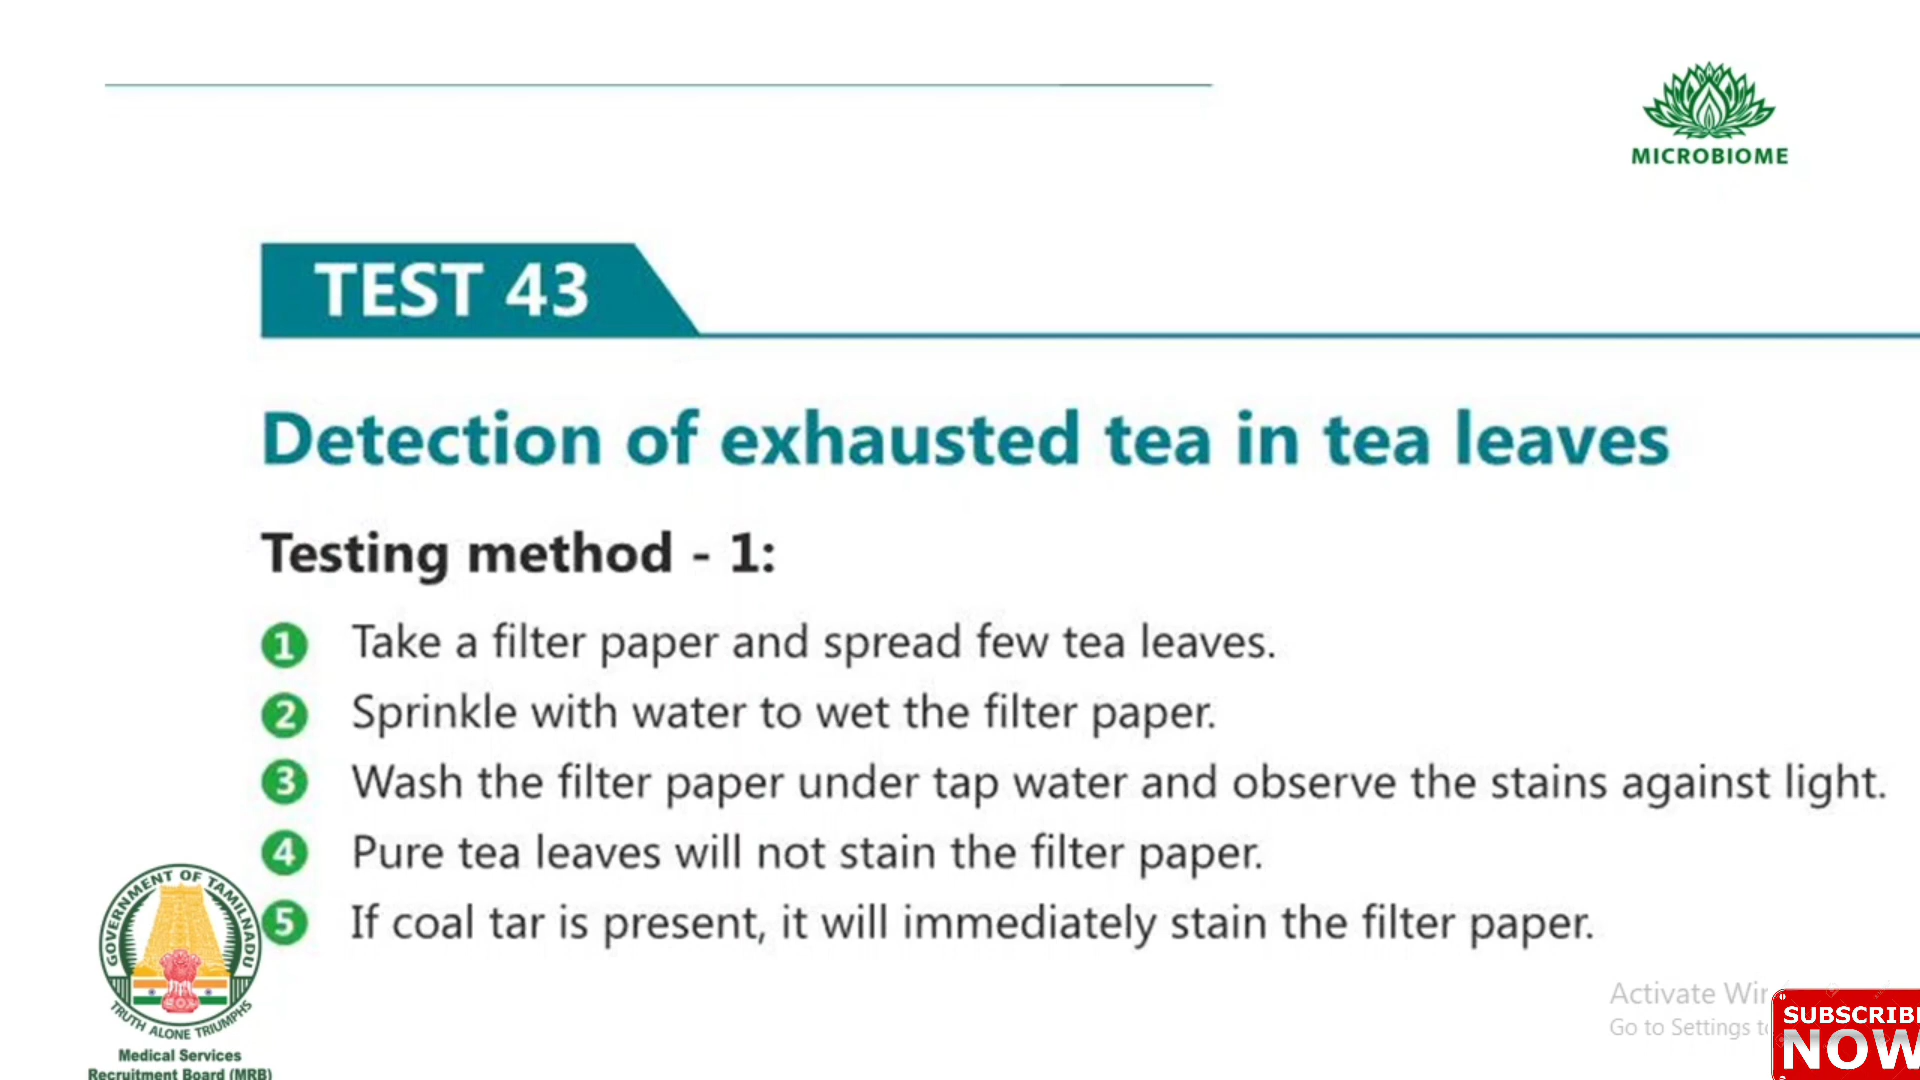 MICROBIOME
TEST 43
Detection of exhausted tea in tea leaves
Testing method - 1:
1 Take a filter paper and spread few tea leaves.
2 Sprinkle with water to wet the filter paper.
3 Wash the filter paper under tap water and observe the stains against light.
4 Pure tea leaves will not stain the filter paper.
5 If coal tar is present, it will immediately stain the filter paper.
GOVERNMENT OF TAMILNADU
TRUTH ALONE TRIUMPHS
Medical Services
Recruitment Board (MRB)
Activate Wir
Go to Settings t
SUBSCRIBE
NOW